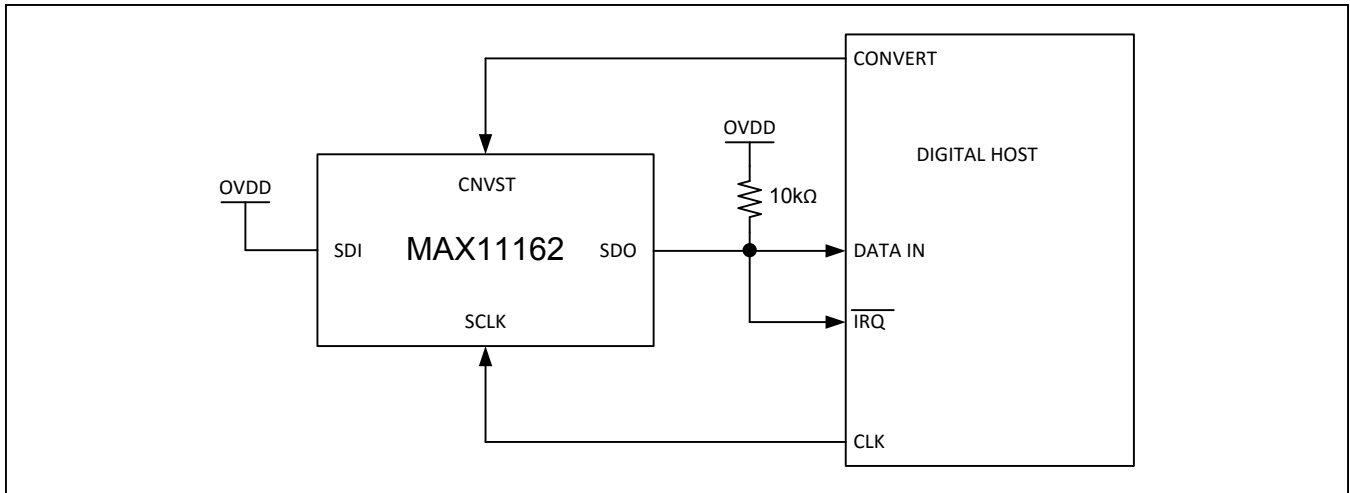 CONVERT
OVDD
DIGITAL HOST
CNVST
OVDD
10kΩ
SDI
MAX11162
SDO
DATA IN
SCLK
IRQ
CLK